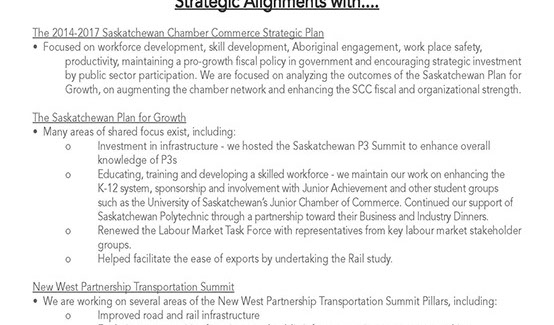 Strategic Alignments with....
The 2014-2017 Saskatchewan Chamber Commerce Strategic Plan
• Focused on workforce development, skill development, Aboriginal engagement, work place safety,
productivity, maintaining a pro-growth fiscal policy in government and encouraging strategic investment
by public sector participation. We are focused on analyzing the outcomes of the Saskatchewan Plan for
Growth, on augmenting the chamber network and enhancing the SCC fiscal and organizational strength.
The Saskatchewan Plan for Growth
• Many areas of shared focus exist, including:
o Investment in infrastructure - we hosted the Saskatchewan P3 Summit to enhance overall
knowledge of P3s
o Educating, training and developing a skilled workforce - we maintain our work on enhancing the
K-12 system, sponsorship and involvement with Junior Achievement and other student groups
such as the University of Saskatchewan's Junior Chamber of Commerce. Continued our support of
Saskatchewan Polytechnic through a partnership toward their Business and Industry Dinners.
o Renewed the Labour Market Task Force with representatives from key labour market stakeholder
groups.
o Helped facilitate the ease of exports by undertaking the Rail study.
New West Partnership Transportation Summit
• We are working on several areas of the New West Partnership Transportation Summit Pillars, including:
o Improved road and rail infrastructure